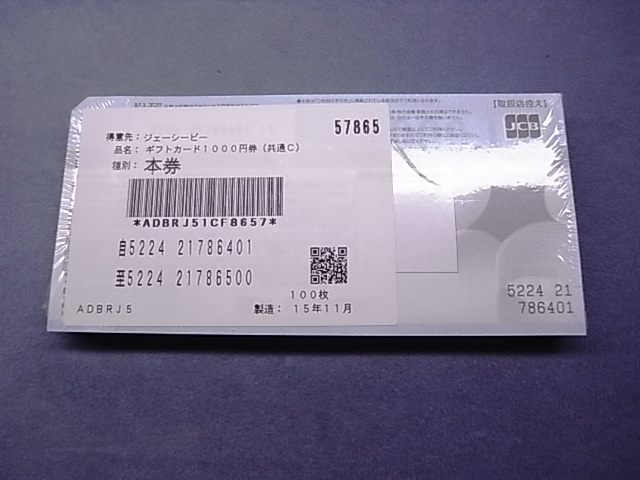 【取扱店控え】
JCB
57865
得意先：ジェーシービー
品名：ギフトカード1000円券（共通C）
種別：本券
*ADBRJ51CF8657*
自5224 21786401
至5224 21786500
100枚
ADBRJ5
製造：15年11月
5224 21
786401